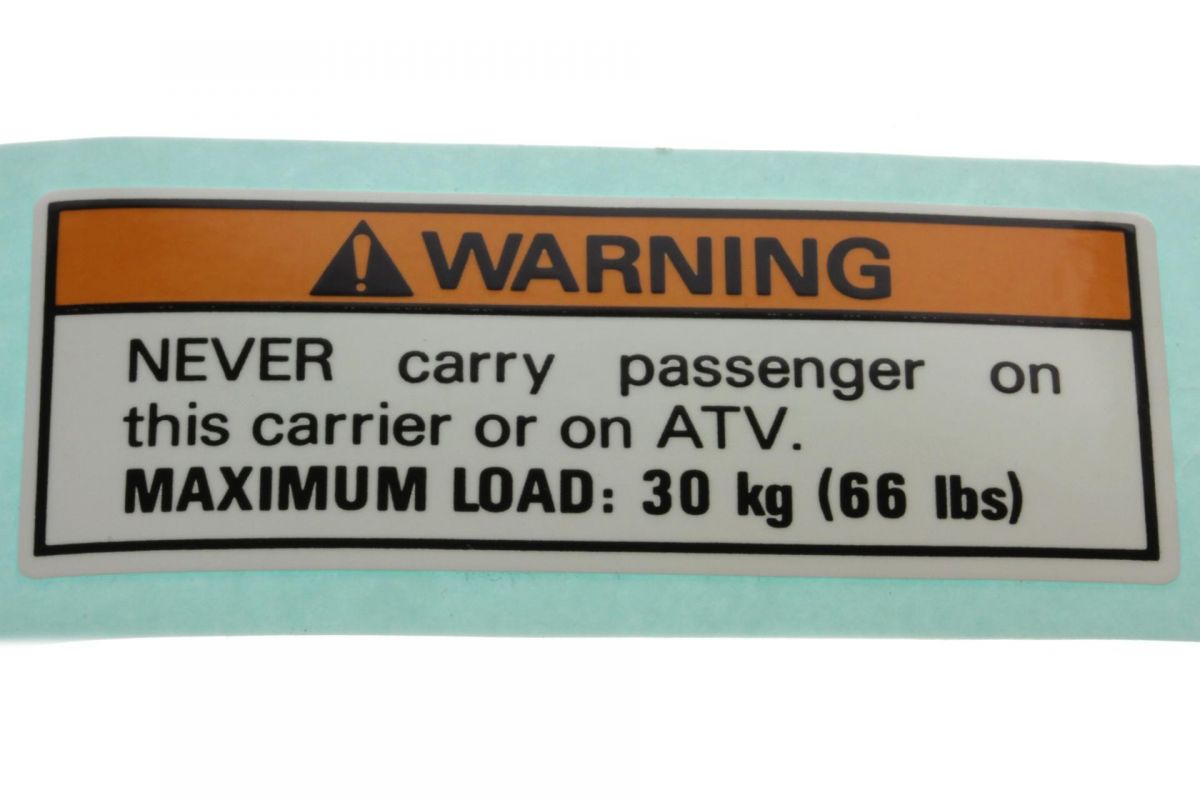 WARNING
NEVER carry passenger on
this carrier or on ATV.
MAXIMUM LOAD: 30 kg (66 lbs)